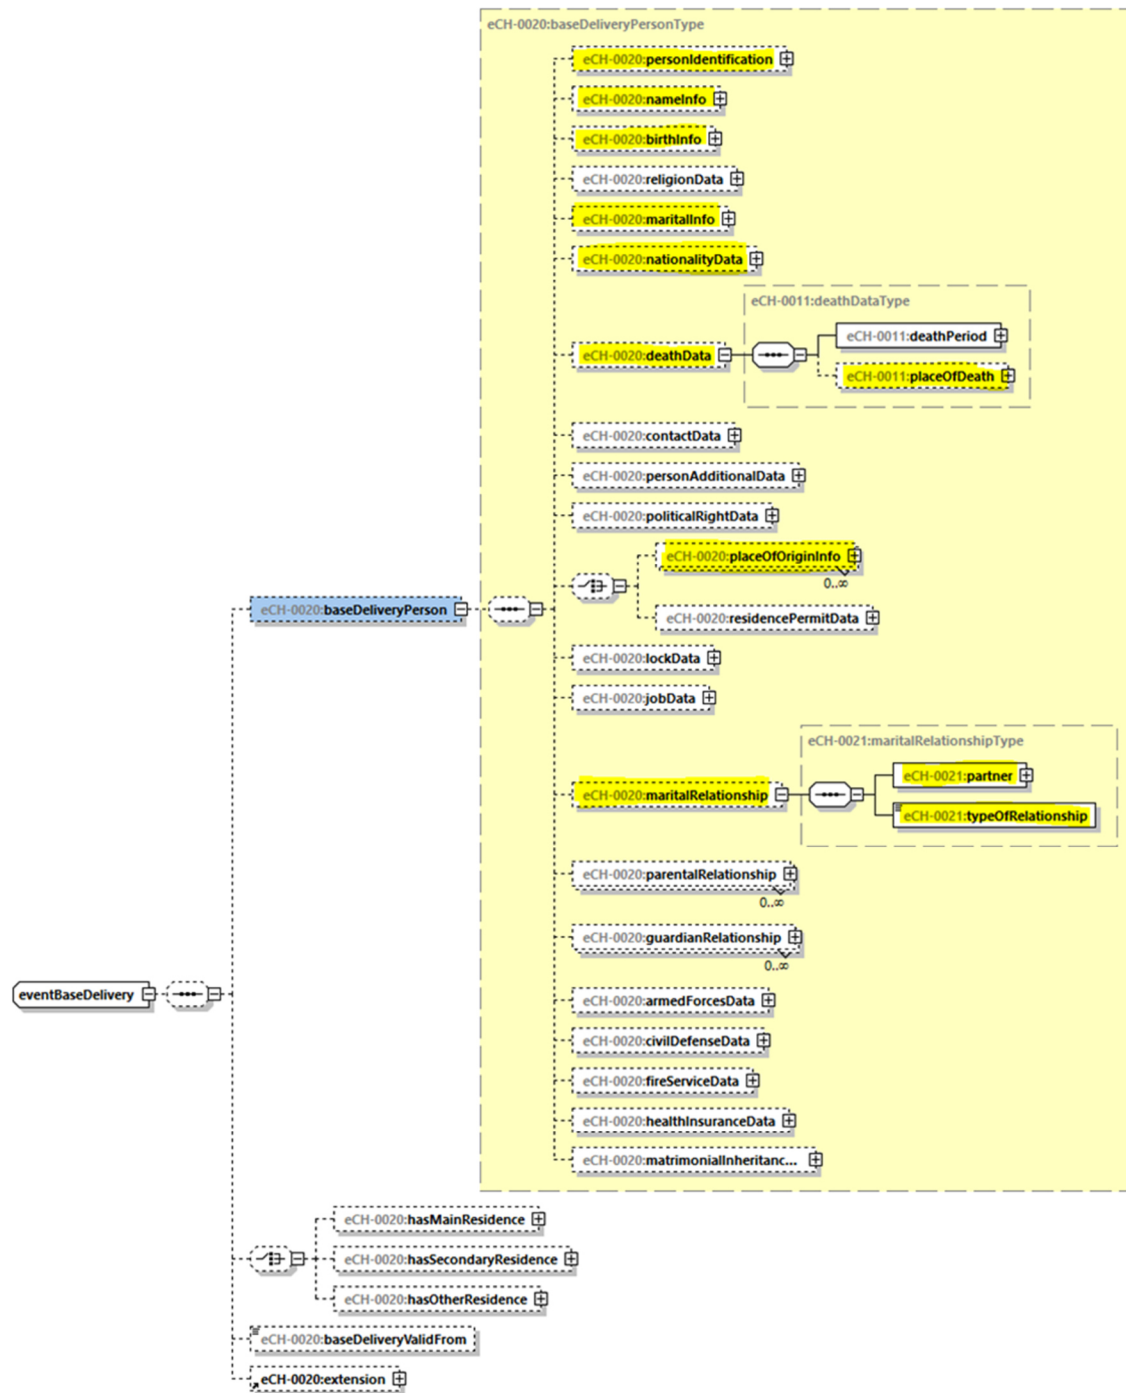 eCH-0020:baseDeliveryPersonType
eCH-0020:personIdentification
eCH-0020:nameInfo
eCH-0020:birthInfo
eCH-0020:religionData
eCH-0020:maritalInfo
eCH-0020:nationalityData
eCH-0011:deathDataType
eCH-0011:deathPeriod
eCH-0020:deathData
eCH-0011:placeOfDeath
eCH-0020:contactData
eCH-0020:personAdditionalData
eCH-0020:politicalRightData
eCH-0020:placeOfOriginInfo
0..∞
eCH-0020:baseDeliveryPerson
eCH-0020:residencePermitData
eCH-0020:lockData
eCH-0020:jobData
eCH-0021:maritalRelationshipType
eCH-0021:partner
eCH-0020:maritalRelationship
eCH-0021:typeOfRelationship
eCH-0020:parentalRelationship
0..∞
eCH-0020:guardianRelationship
0..∞
eventBaseDelivery
eCH-0020:armedForcesData
eCH-0020:civilDefenseData
eCH-0020:fireServiceData
eCH-0020:healthInsuranceData
eCH-0020:matrimonialInheritanc...
eCH-0020:hasMainResidence
eCH-0020:hasSecondaryResidence
eCH-0020:hasOtherResidence
eCH-0020:baseDeliveryValidFrom
eCH-0020:extension